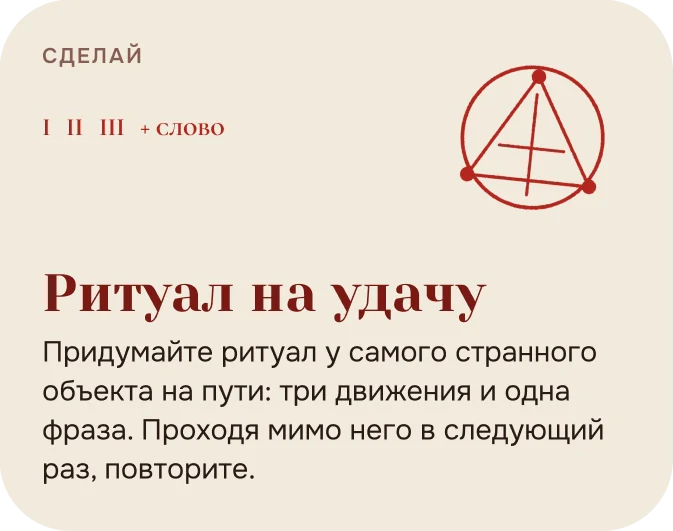 СДЕЛАЙ
I II III + СЛОВО
Ритуал на удачу
Придумайте ритуал у самого странного
объекта на пути: три движения и одна
фраза. Проходя мимо него в следующий
раз, повторите.